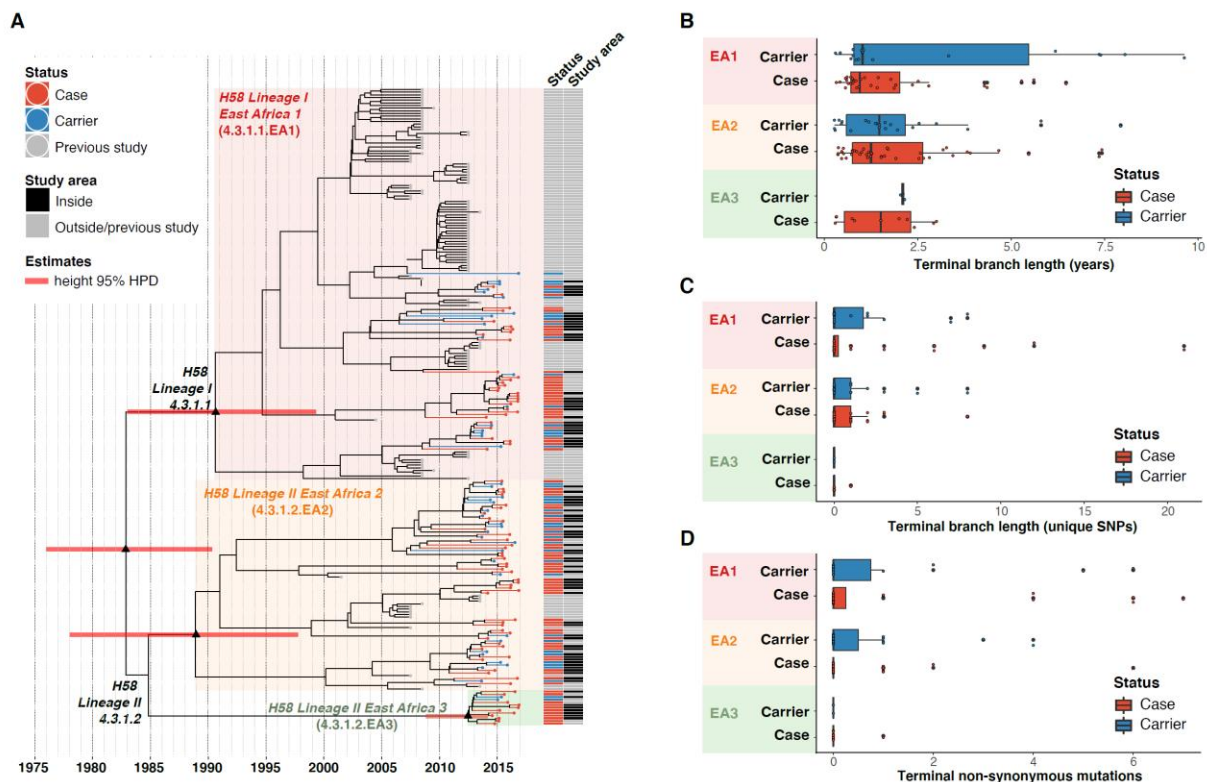 A
Status
Case
Carrier
Previous study
Study area
Inside
Outside/previous study
Estimates
height 95% HPD
H58 Lineage I
East Africa 1
(4.3.1.1.EA1)
Status
Study area
H58
Lineage I
4.3.1.1
H58 Lineage II East Africa 2
(4.3.1.2.EA2)
H58
Lineage II
4.3.1.2
H58 Lineage II East Africa 3
(4.3.1.2.EA3)
1975 1980 1985 1990 1995 2000 2005 2010 2015
B
EA1 Carrier
Case
EA2 Carrier
Case
EA3 Carrier
Case
Status
Case
Carrier
0 2.5 5.0 7.5 10
Terminal branch length (years)
C
EA1 Carrier
Case
EA2 Carrier
Case
EA3 Carrier
Case
Status
Case
Carrier
0 5 10 15 20
Terminal branch length (unique SNPs)
D
EA1 Carrier
Case
EA2 Carrier
Case
EA3 Carrier
Case
Status
Case
Carrier
0 2 4 6
Terminal non-synonymous mutations